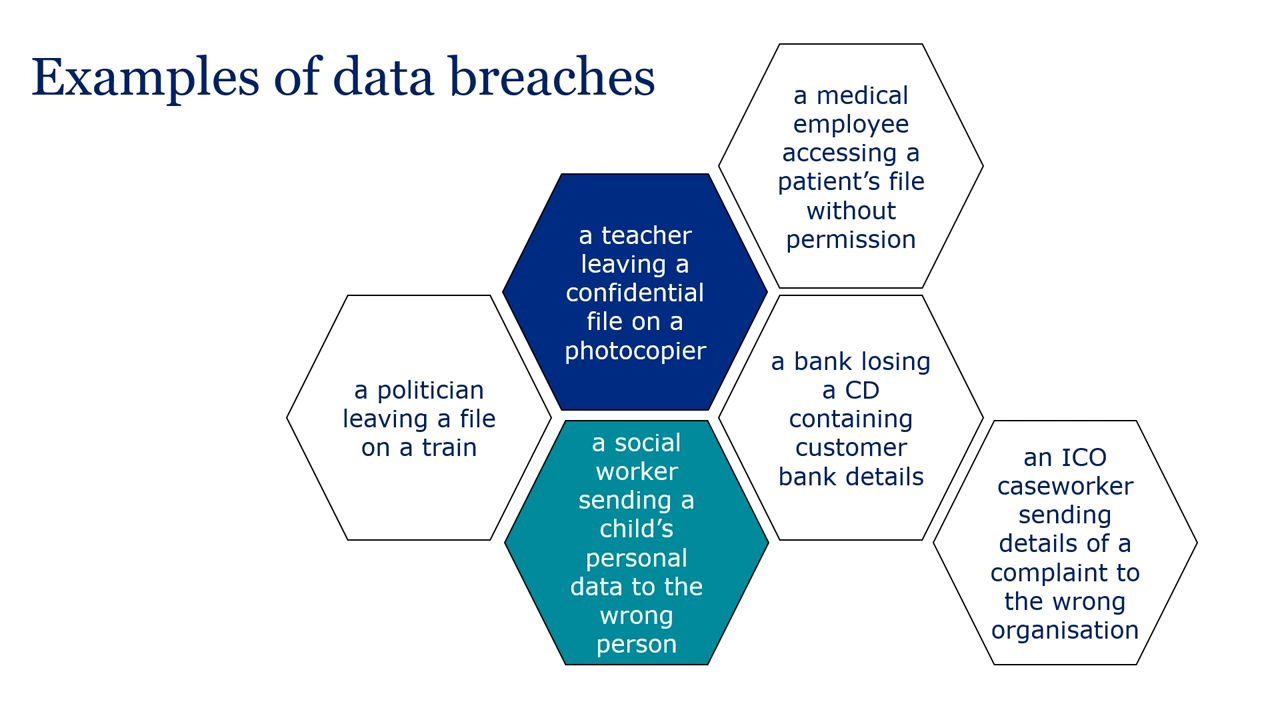 Examples of data breaches
a medical
employee
accessing a
patient’s file
without
permission
a teacher
leaving a
confidential
file on a
photocopier
a politician
leaving a file
on a train
a bank losing
a CD
containing
customer
bank details
a social
worker
sending a
child’s
personal
data to the
wrong
person
an ICO
caseworker
sending
details of a
complaint to
the wrong
organisation